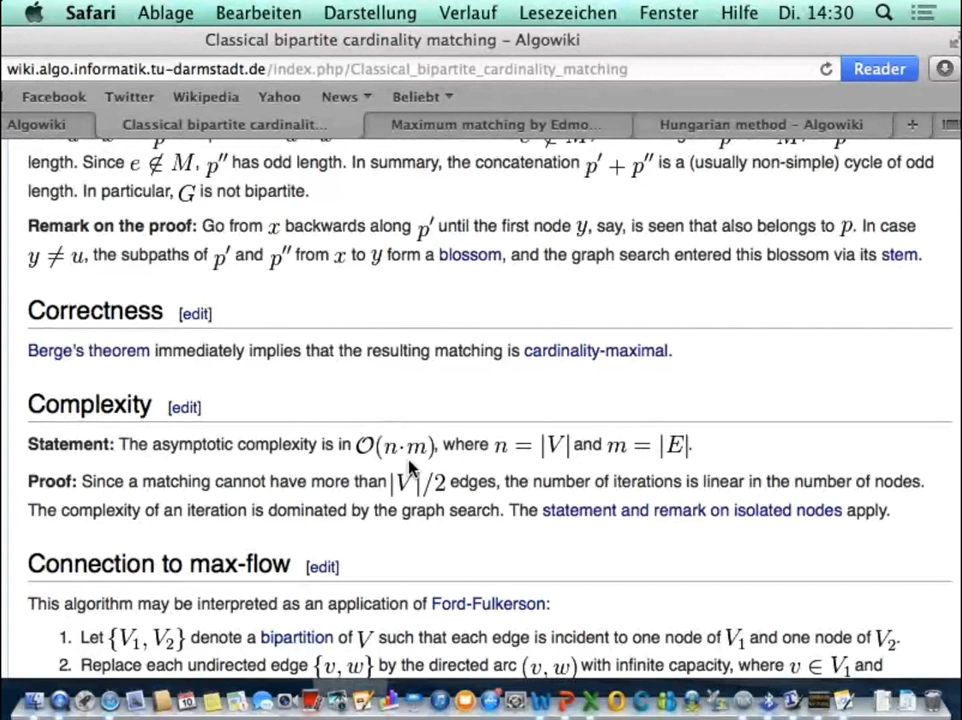 Safari Ablage Bearbeiten Darstellung Verlauf Lesezeichen Fenster Hilfe Di. 14:30
Classical bipartite cardinality matching – Algowiki
wiki.algo.informatik.tu-darmstadt.de/index.php/Classical_bipartite_cardinality_matching Reader
Facebook Twitter Wikipedia Yahoo News Beliebt
Algowiki Classical bipartite cardinalit... Maximum matching by Edmo... Hungarian method – Algowiki +
length. Since e ∉ M, p″ has odd length. In summary, the concatenation p′ + p″ is a (usually non-simple) cycle of odd
length. In particular, G is not bipartite.
Remark on the proof: Go from x backwards along p′ until the first node y, say, is seen that also belongs to p. In case
y ≠ u, the subpaths of p′ and p″ from x to y form a blossom, and the graph search entered this blossom via its stem.
Correctness [edit]
Berge's theorem immediately implies that the resulting matching is cardinality-maximal.
Complexity [edit]
Statement: The asymptotic complexity is in O(n·m), where n = |V| and m = |E|.
Proof: Since a matching cannot have more than |V|/2 edges, the number of iterations is linear in the number of nodes.
The complexity of an iteration is dominated by the graph search. The statement and remark on isolated nodes apply.
Connection to max-flow [edit]
This algorithm may be interpreted as an application of Ford-Fulkerson:
1. Let {V₁, V₂} denote a bipartition of V such that each edge is incident to one node of V₁ and one node of V₂.
2. Replace each undirected edge {v, w} by the directed arc (v, w) with infinite capacity, where v ∈ V₁ and